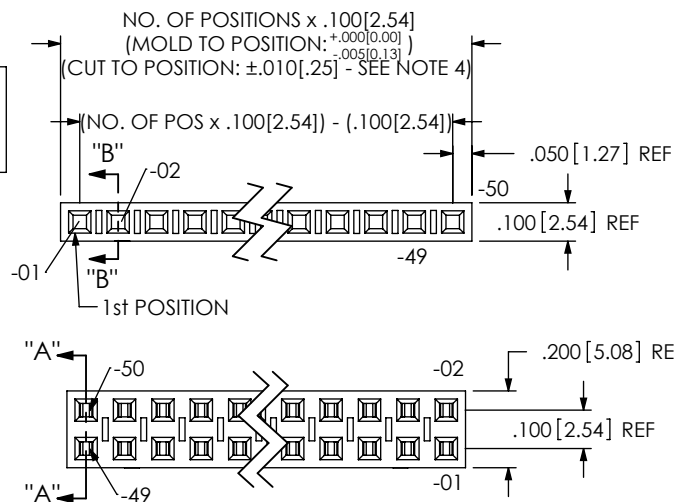 NO. OF POSITIONS x .100[2.54]
(MOLD TO POSITION: +.000[0.00] -.005[0.13] )
(CUT TO POSITION: ±.010[.25] - SEE NOTE 4)
(NO. OF POS x .100[2.54]) - (.100[2.54])
"B"
-02
.050 [1.27] REF
-50
.100 [2.54] REF
-01
"B"
-49
1st POSITION
"A"
-50
-02
.200 [5.08] RE
.100 [2.54] REF
"A"
-49
-01